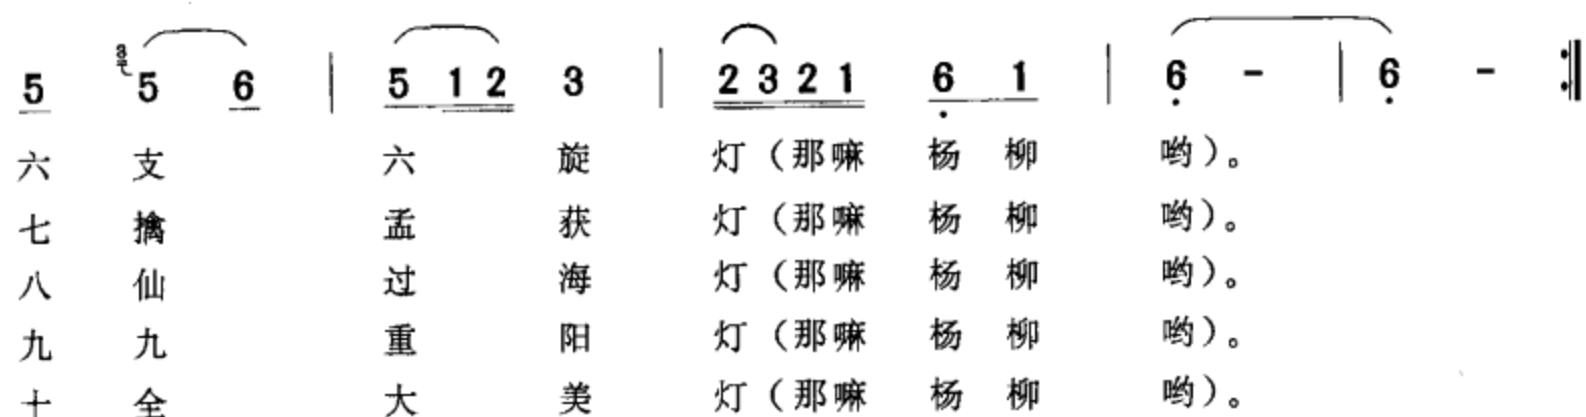 5 5 6 | 5 1 2 3 | 2 3 2 1 6 1 | 6 - | 6 - :‖
六 支 六 旋 灯（那嘛 杨 柳 哟）。
七 擒 孟 获 灯（那嘛 杨 柳 哟）。
八 仙 过 海 灯（那嘛 杨 柳 哟）。
九 九 重 阳 灯（那嘛 杨 柳 哟）。
十 全 大 美 灯（那嘛 杨 柳 哟）。